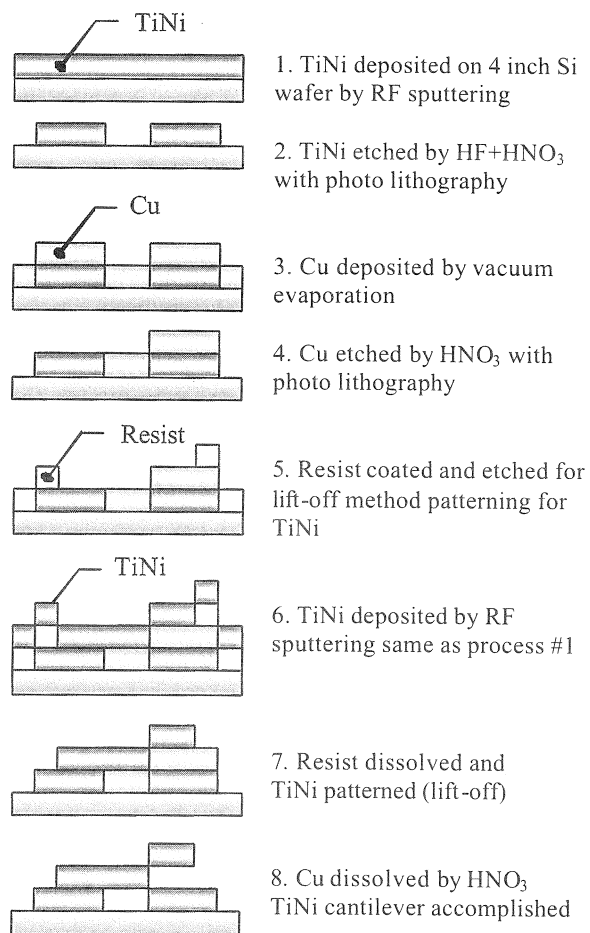 TiNi
1. TiNi deposited on 4 inch Si
wafer by RF sputtering
2. TiNi etched by HF+HNO₃
with photo lithography
Cu
3. Cu deposited by vacuum
evaporation
4. Cu etched by HNO₃ with
photo lithography
Resist
5. Resist coated and etched for
lift-off method patterning for
TiNi
TiNi
6. TiNi deposited by RF
sputtering same as process #1
7. Resist dissolved and
TiNi patterned (lift-off)
8. Cu dissolved by HNO₃
TiNi cantilever accomplished